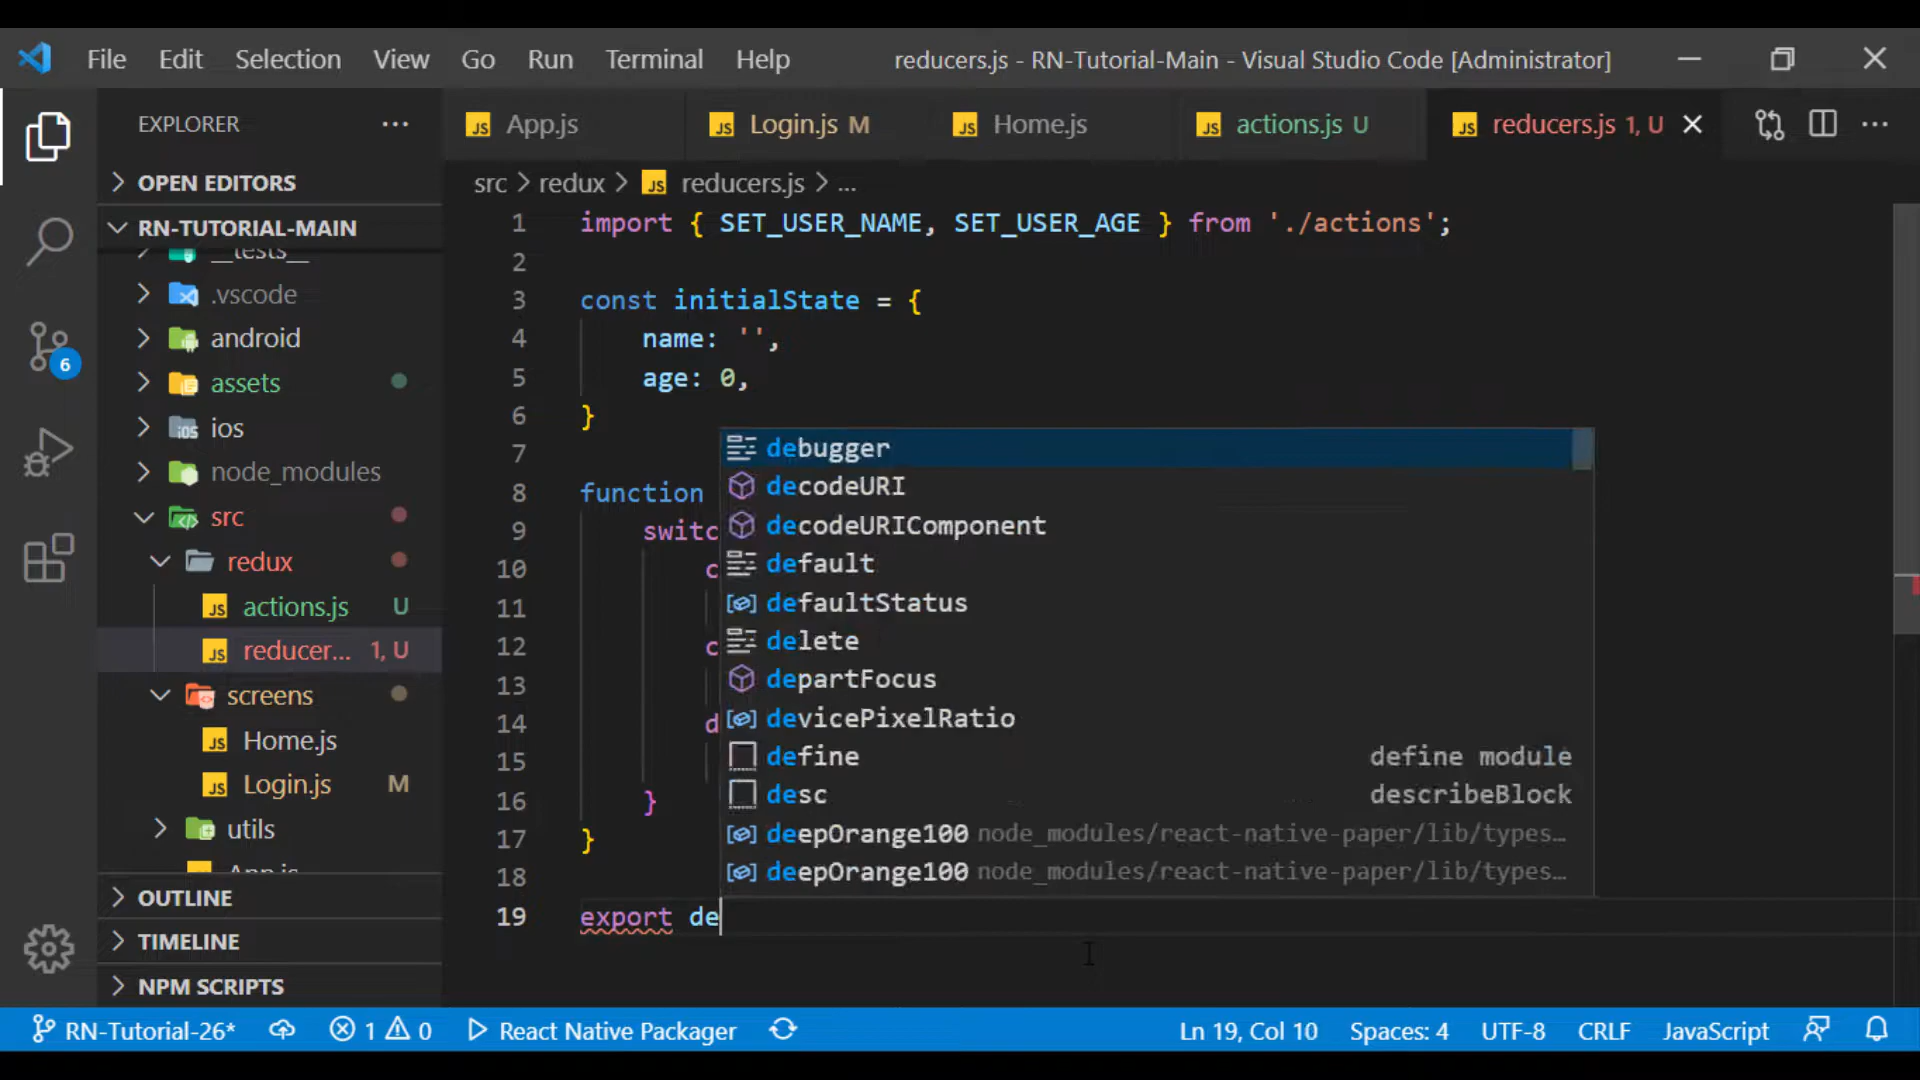 File Edit Selection View Go Run Terminal Help reducers.js - RN-Tutorial-Main - Visual Studio Code [Administrator]
EXPLORER
App.js Login.js M Home.js actions.js U reducers.js 1, U
OPEN EDITORS
RN-TUTORIAL-MAIN
__tests__
.vscode
android
assets
ios
node_modules
src
redux
actions.js U
reducer... 1, U
screens
Home.js
Login.js M
utils
App.js
OUTLINE
TIMELINE
NPM SCRIPTS
src > redux > JS reducers.js > ...
1 import { SET_USER_NAME, SET_USER_AGE } from './actions';
2
3 const initialState = {
4 name: '',
5 age: 0,
6 }
7
8 function
9 switc
10 c
11
12 c
13
14 d
15
16 }
17 }
18
19 export de
debugger
decodeURI
decodeURIComponent
default
defaultStatus
delete
departFocus
devicePixelRatio
define define module
desc describeBlock
deepOrange100 node_modules/react-native-paper/lib/types...
deepOrange100 node_modules/react-native-paper/lib/types...
6
RN-Tutorial-26* 1 0 React Native Packager Ln 19, Col 10 Spaces: 4 UTF-8 CRLF JavaScript